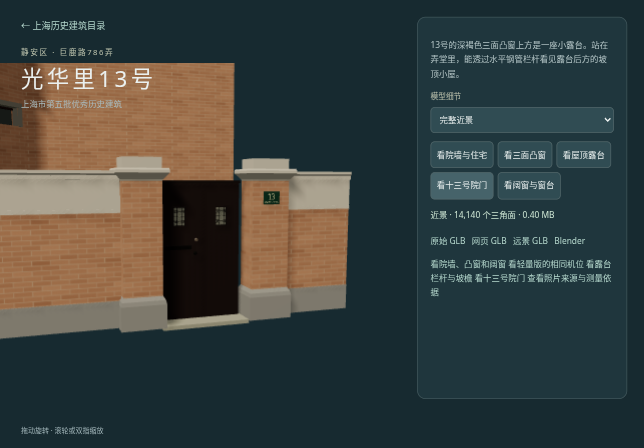 ← 上海历史建筑目录
静安区 · 巨鹿路786弄
光华里13号
上海市第五批优秀历史建筑
13
拖动旋转 · 滚轮或双指缩放
13号的深褐色三面凸窗上方是一座小露台。站在
弄堂里，能透过水平钢管栏杆看见露台后方的坡
顶小屋。
模型细节
完整近景
看院墙与住宅 看三面凸窗 看屋顶露台
看十三号院门 看阔窗与窗台
近景 · 14,140 个三角面 · 0.40 MB
原始 GLB 网页 GLB 远景 GLB Blender
看院墙、凸窗和阔窗 看轻量版的相同机位 看露台
栏杆与坡檐 看十三号院门 查看照片来源与测量依
据